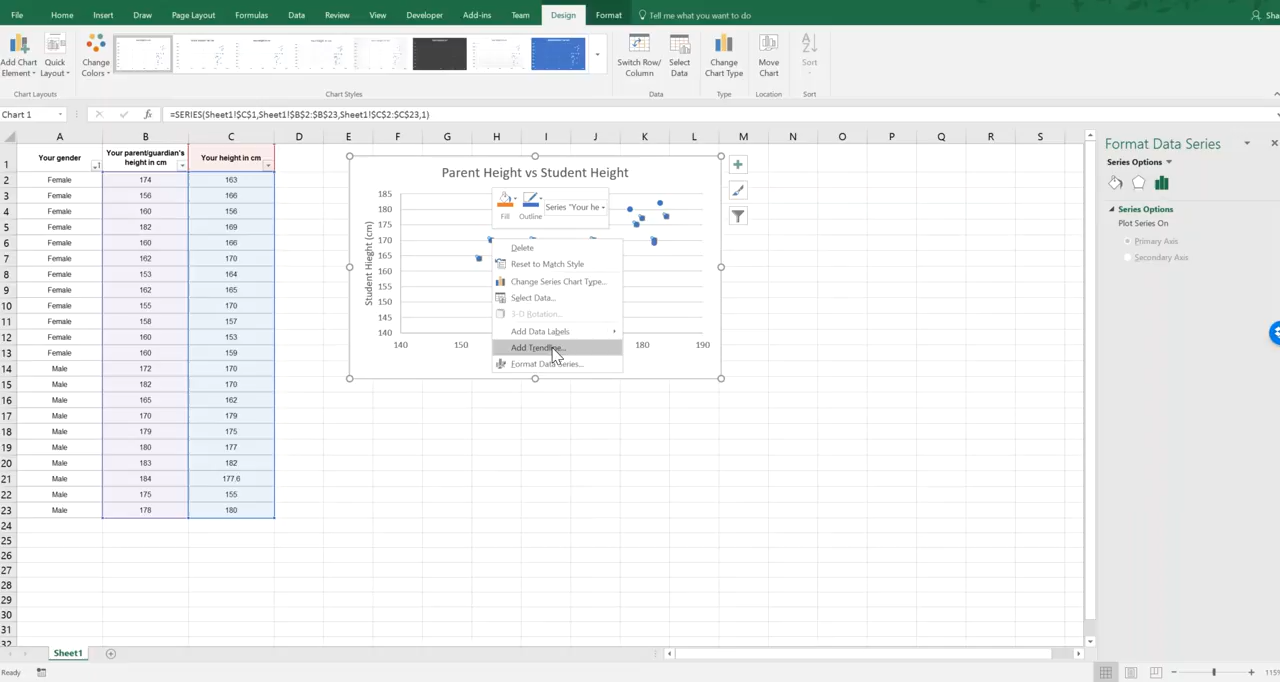 File Home Insert Draw Page Layout Formulas Data Review View Developer Add-ins Team Design Format Tell me what you want to do Sha
Add Chart Element Quick Layout Change Colors Switch Row/ Column Select Data Change Chart Type Move Chart Sort
Chart Layouts Chart Styles Data Type Location Sort
Chart 1 fx =SERIES(Sheet1!$C$1,Sheet1!$B$2:$B$23,Sheet1!$C$2:$C$23,1)
A B C D E F G H I J K L M N O P Q R S
1 Your gender Your parent/guardian's height in cm Your height in cm
2 Female 174 163
3 Female 156 166
4 Female 160 156
5 Female 182 169
6 Female 160 166
7 Female 162 170
8 Female 153 164
9 Female 162 165
10 Female 155 170
11 Female 158 157
12 Female 160 153
13 Female 160 159
14 Male 172 170
15 Male 182 170
16 Male 165 162
17 Male 170 179
18 Male 179 175
19 Male 180 177
20 Male 183 182
21 Male 184 177.6
22 Male 175 155
23 Male 178 180
24
25
26
27
28
29
30
31
32
Parent Height vs Student Height
Student Hieght (cm)
185
180
175
170
165
160
155
150
145
140
140 150 180 190
Fill Outline Series "Your he
Delete
Reset to Match Style
Change Series Chart Type...
Select Data...
3-D Rotation...
Add Data Labels
Add Trendline...
Format Data Series...
Format Data Series
Series Options
Series Options
Plot Series On
Primary Axis
Secondary Axis
Sheet1
Ready 115%